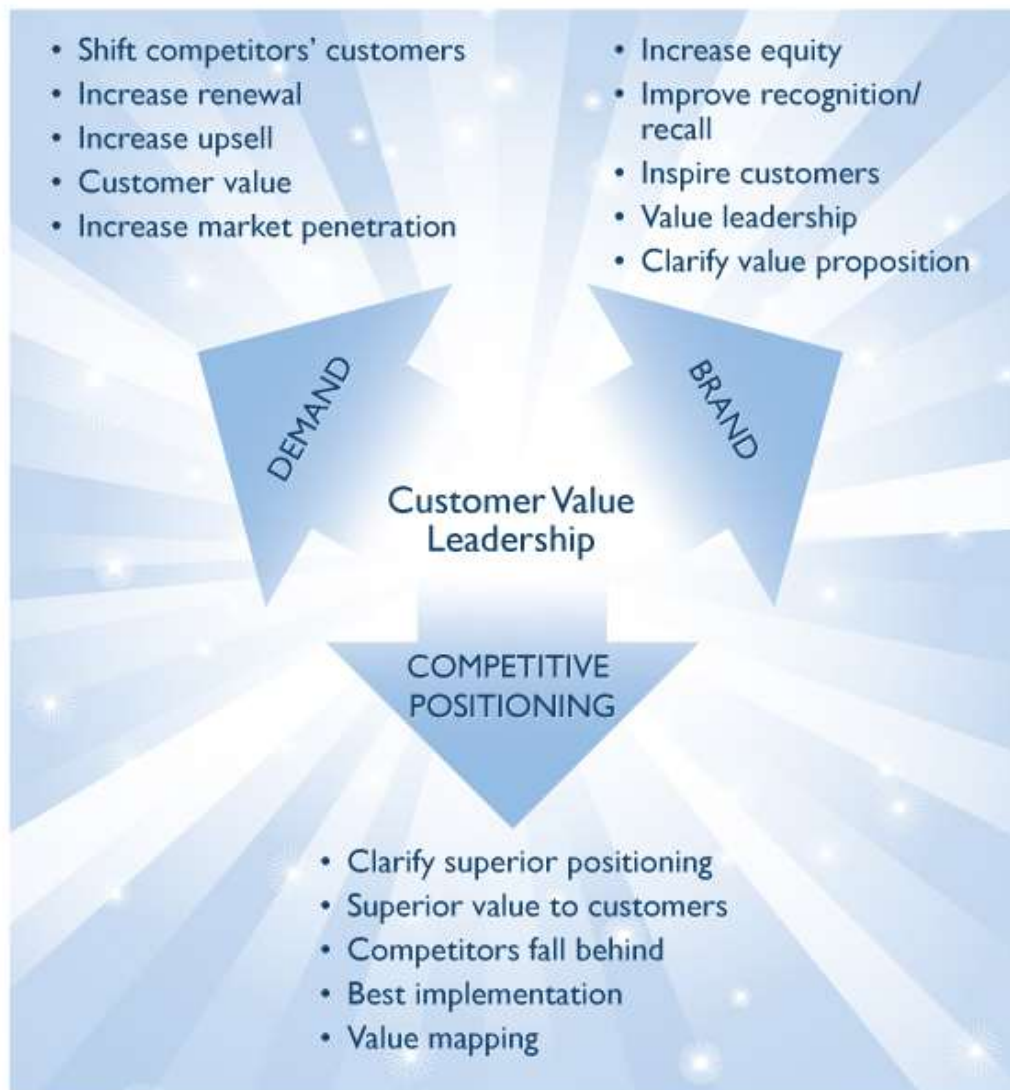 • Shift competitors’ customers
• Increase renewal
• Increase upsell
• Customer value
• Increase market penetration
• Increase equity
• Improve recognition/
recall
• Inspire customers
• Value leadership
• Clarify value proposition
DEMAND
BRAND
Customer Value
Leadership
COMPETITIVE
POSITIONING
• Clarify superior positioning
• Superior value to customers
• Competitors fall behind
• Best implementation
• Value mapping